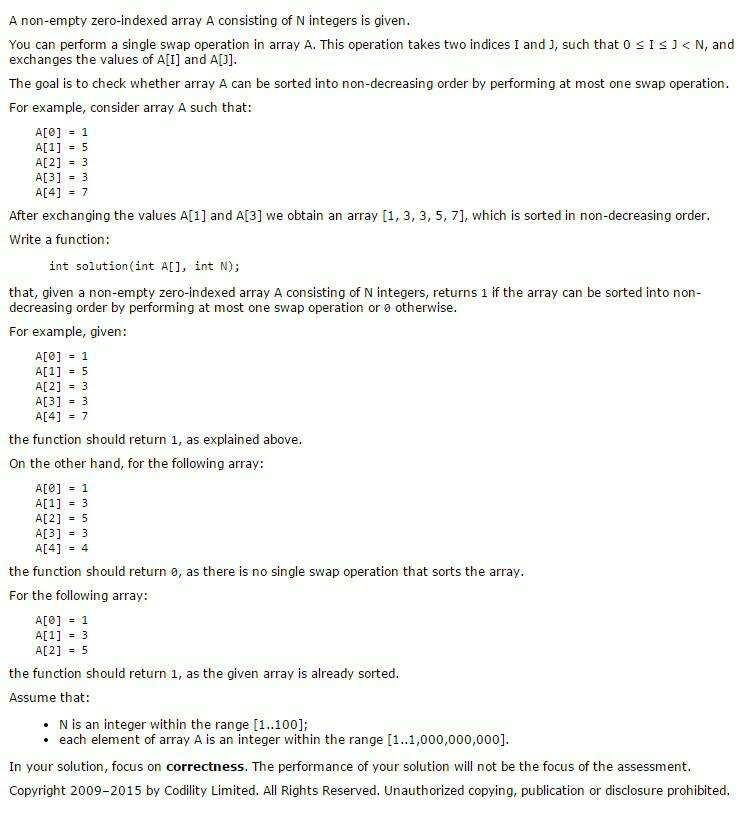 A non-empty zero-indexed array A consisting of N integers is given.
You can perform a single swap operation in array A. This operation takes two indices I and J, such that 0 ≤ I ≤ J < N, and
exchanges the values of A[I] and A[J].
The goal is to check whether array A can be sorted into non-decreasing order by performing at most one swap operation.
For example, consider array A such that:
A[0] = 1
A[1] = 5
A[2] = 3
A[3] = 3
A[4] = 7
After exchanging the values A[1] and A[3] we obtain an array [1, 3, 3, 5, 7], which is sorted in non-decreasing order.
Write a function:
int solution(int A[], int N);
that, given a non-empty zero-indexed array A consisting of N integers, returns 1 if the array can be sorted into non-
decreasing order by performing at most one swap operation or 0 otherwise.
For example, given:
A[0] = 1
A[1] = 5
A[2] = 3
A[3] = 3
A[4] = 7
the function should return 1, as explained above.
On the other hand, for the following array:
A[0] = 1
A[1] = 3
A[2] = 5
A[3] = 3
A[4] = 4
the function should return 0, as there is no single swap operation that sorts the array.
For the following array:
A[0] = 1
A[1] = 3
A[2] = 5
the function should return 1, as the given array is already sorted.
Assume that:
• N is an integer within the range [1..100];
• each element of array A is an integer within the range [1..1,000,000,000].
In your solution, focus on correctness. The performance of your solution will not be the focus of the assessment.
Copyright 2009–2015 by Codility Limited. All Rights Reserved. Unauthorized copying, publication or disclosure prohibited.